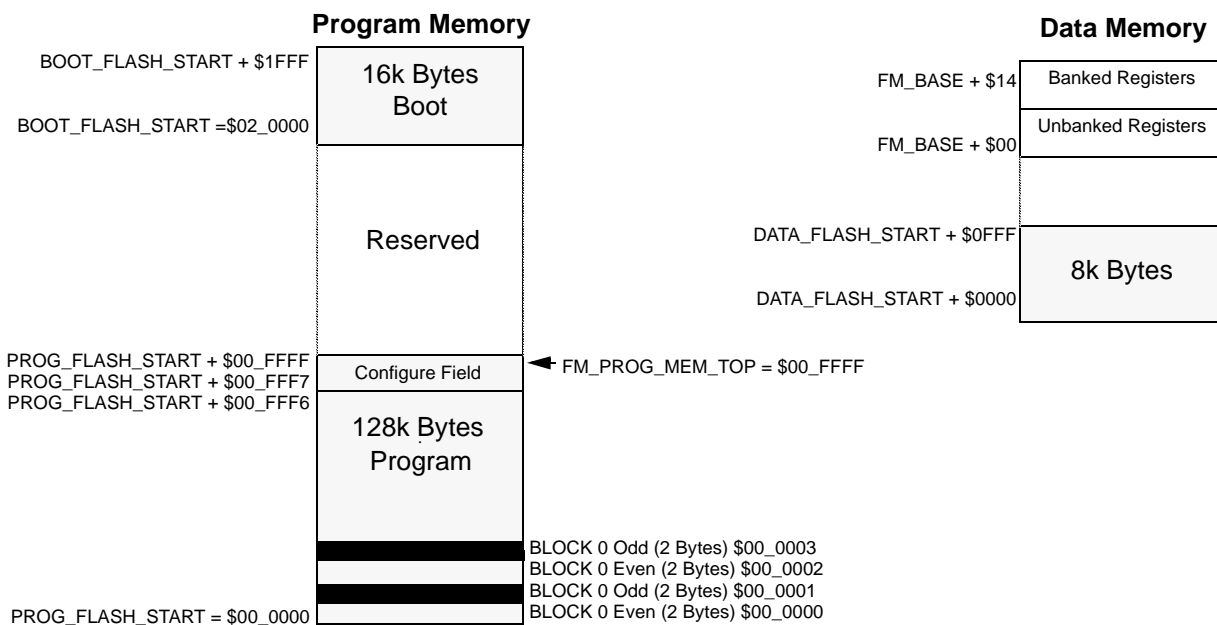 Program Memory
BOOT_FLASH_START + $1FFF
16k Bytes
Boot
BOOT_FLASH_START =$02_0000
Reserved
PROG_FLASH_START + $00_FFFF
PROG_FLASH_START + $00_FFF7
PROG_FLASH_START + $00_FFF6
Configure Field
FM_PROG_MEM_TOP = $00_FFFF
128k Bytes
Program
BLOCK 0 Odd (2 Bytes) $00_0003
BLOCK 0 Even (2 Bytes) $00_0002
BLOCK 0 Odd (2 Bytes) $00_0001
BLOCK 0 Even (2 Bytes) $00_0000
PROG_FLASH_START = $00_0000
Data Memory
FM_BASE + $14
Banked Registers
Unbanked Registers
FM_BASE + $00
DATA_FLASH_START + $0FFF
8k Bytes
DATA_FLASH_START + $0000